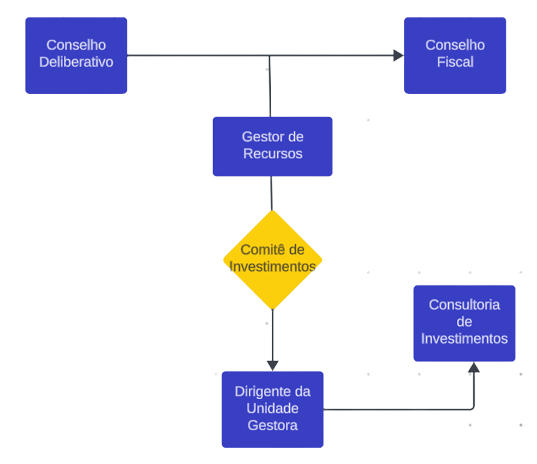 Conselho
Deliberativo
Conselho
Fiscal
Gestor de
Recursos
Comitê de
Investimentos
Consultoria
de
Investimentos
Dirigente da
Unidade
Gestora